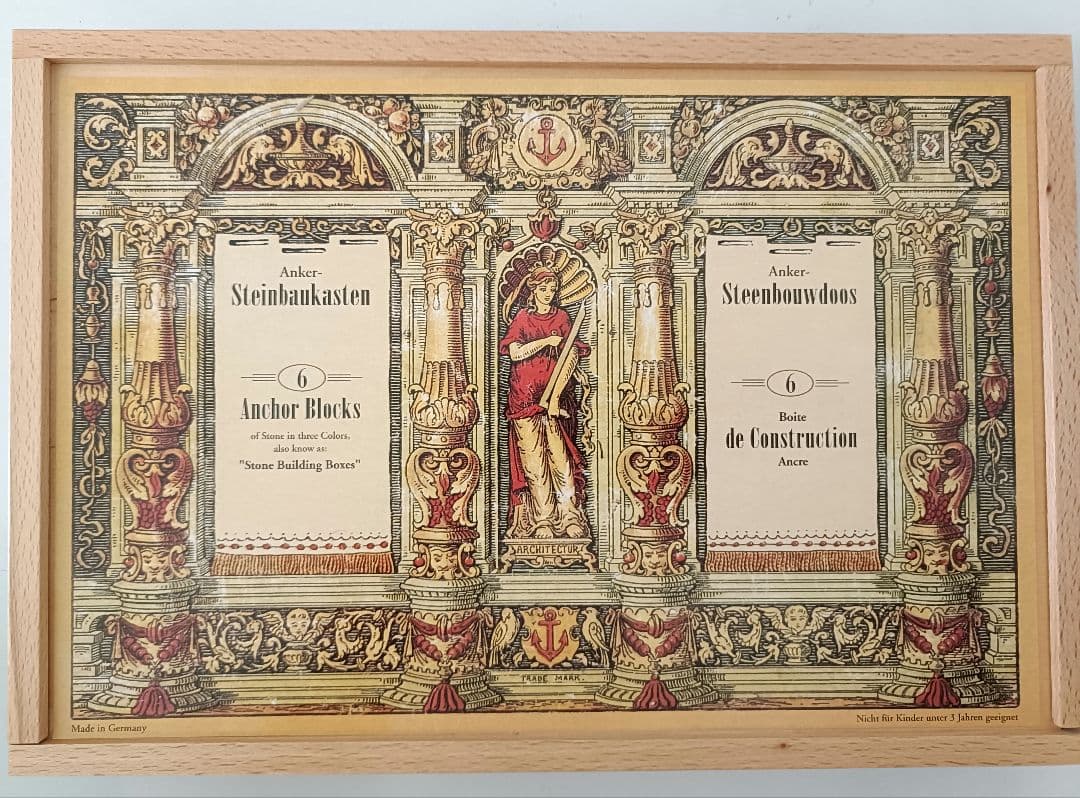 Anker-
Steinbaukasten
6
Anchor Blocks
of Stone in three Colors,
also know as:
"Stone Building Boxes"
ARCHITECTUR
Anker-
Steenbouwdoos
6
Boite
de Construction
Ancre
TRADE MARK.
Made in Germany
Nicht für Kinder unter 3 Jahren geeignet